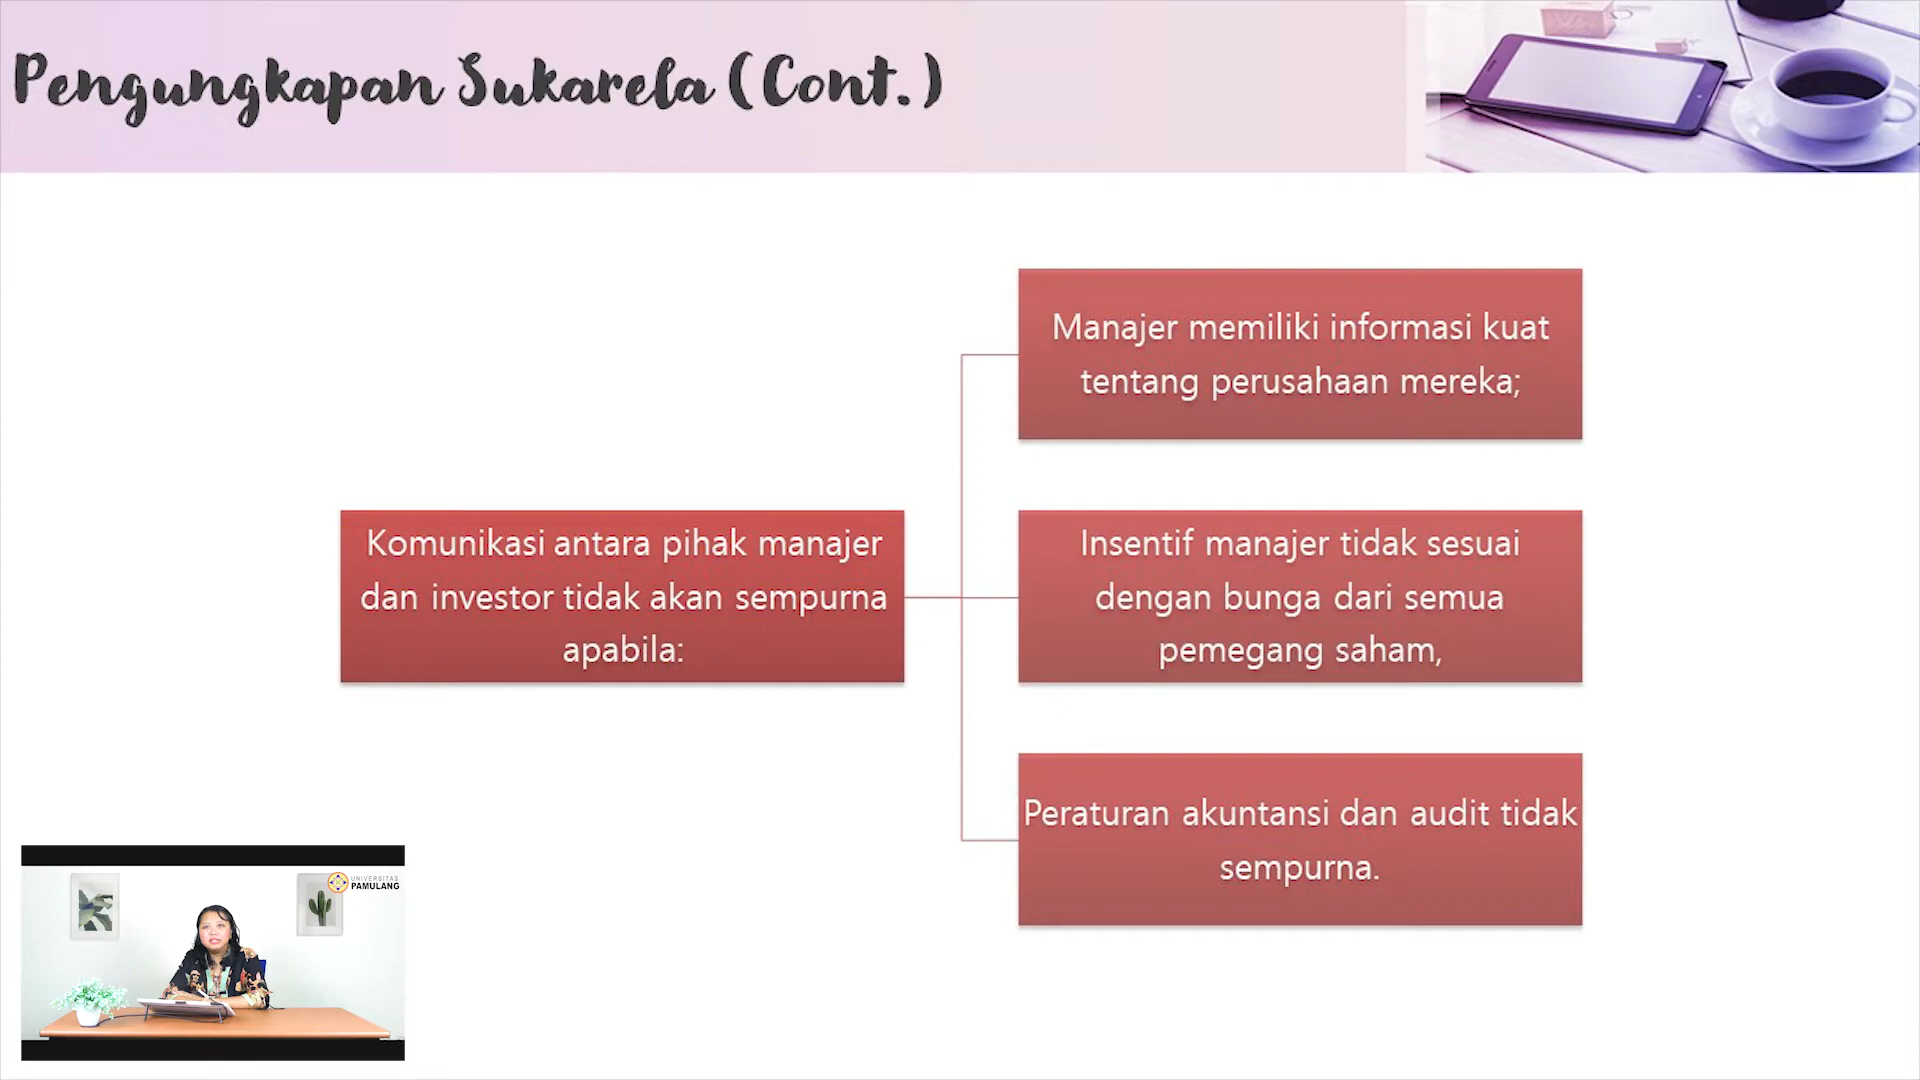 Pengungkapan Sukarela (Cont.)
Manajer memiliki informasi kuat
tentang perusahaan mereka;
Komunikasi antara pihak manajer
dan investor tidak akan sempurna
apabila:
Insentif manajer tidak sesuai
dengan bunga dari semua
pemegang saham,
Peraturan akuntansi dan audit tidak
sempurna.
UNIVERSITAS
PAMULANG